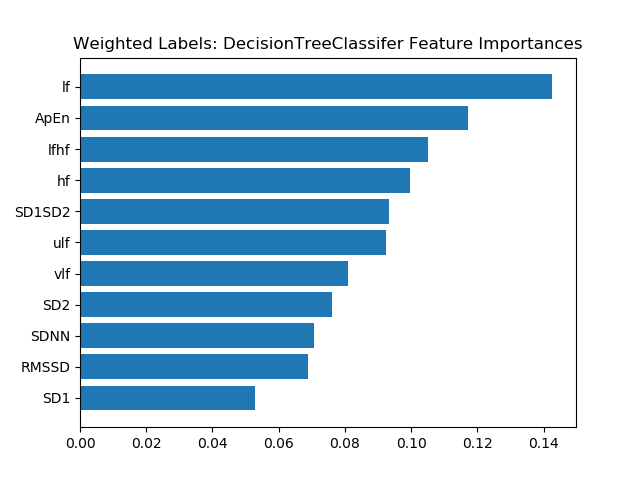 Weighted Labels: DecisionTreeClassifer Feature Importances
lf
ApEn
lfhf
hf
SD1SD2
ulf
vlf
SD2
SDNN
RMSSD
SD1
0.00 0.02 0.04 0.06 0.08 0.10 0.12 0.14